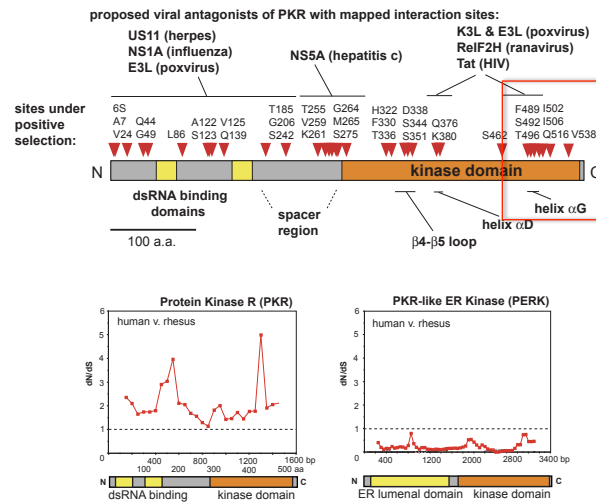 proposed viral antagonists of PKR with mapped interaction sites:
US11 (herpes)
NS1A (influenza)
E3L (poxvirus)
NS5A (hepatitis c)
K3L & E3L (poxvirus)
RelF2H (ranavirus)
Tat (HIV)
sites under
positive
selection:
6S
A7 Q44
V24 Q49
L86
A122 V125
S123 Q139
T185
G206
S242
T255 G264
V259 M265
K261 S275
H322 D338
F330 S344 Q376
T336 S351 K380
S462
F489 I502
S492 I506
T496 Q516 V538
N
kinase domain
C
dsRNA binding
domains
spacer
region
100 a.a.
β4-β5 loop
helix αD
helix αG
Protein Kinase R (PKR)
human v. rhesus
dN/dS
6
5
4
3
2
1
0
400 800 1200 1600 bp
N
100 200 300 400 500 aa
C
dsRNA binding kinase domain
PKR-like ER Kinase (PERK)
human v. rhesus
dN/dS
6
5
4
3
2
1
0
400 1200 2000 2800 3400 bp
N
C
ER lumenal domain kinase domain